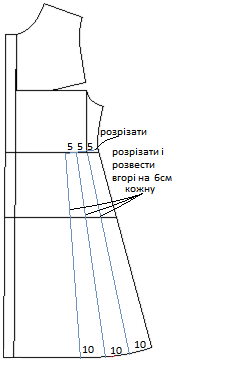 розрізати
5 5 5
розрізати і
розвести
вгорі на 6см
кожну
10 10 10